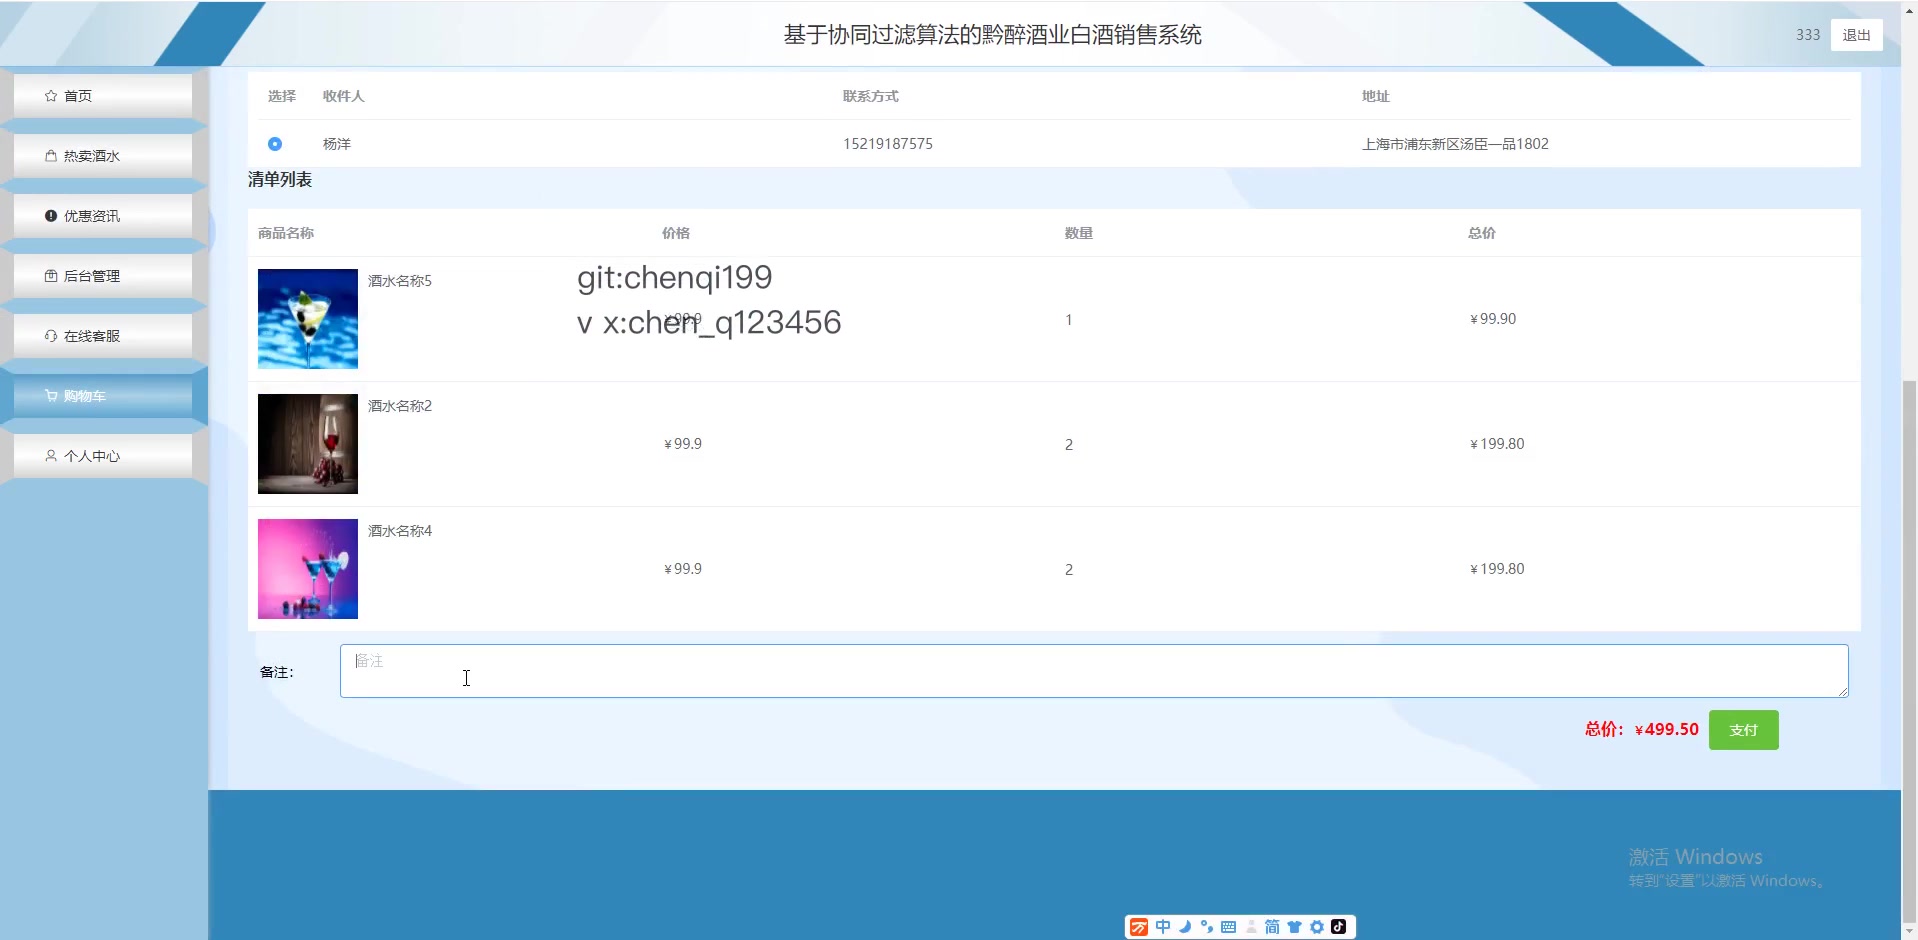 基于协同过滤算法的黔醉酒业白酒销售系统
333 退出
首页
热卖酒水
优惠资讯
后台管理
在线客服
购物车
个人中心
选择 收件人 联系方式 地址
杨洋 15219187575 上海市浦东新区汤臣一品1802
清单列表
商品名称 价格 数量 总价
酒水名称5 ¥99.9 1 ¥99.90
git:chenqi199
v x:chen_q123456
酒水名称2 ¥99.9 2 ¥199.80
酒水名称4 ¥99.9 2 ¥199.80
备注： 备注
总价：¥499.50 支付
激活 Windows
转到"设置"以激活 Windows。
中 简